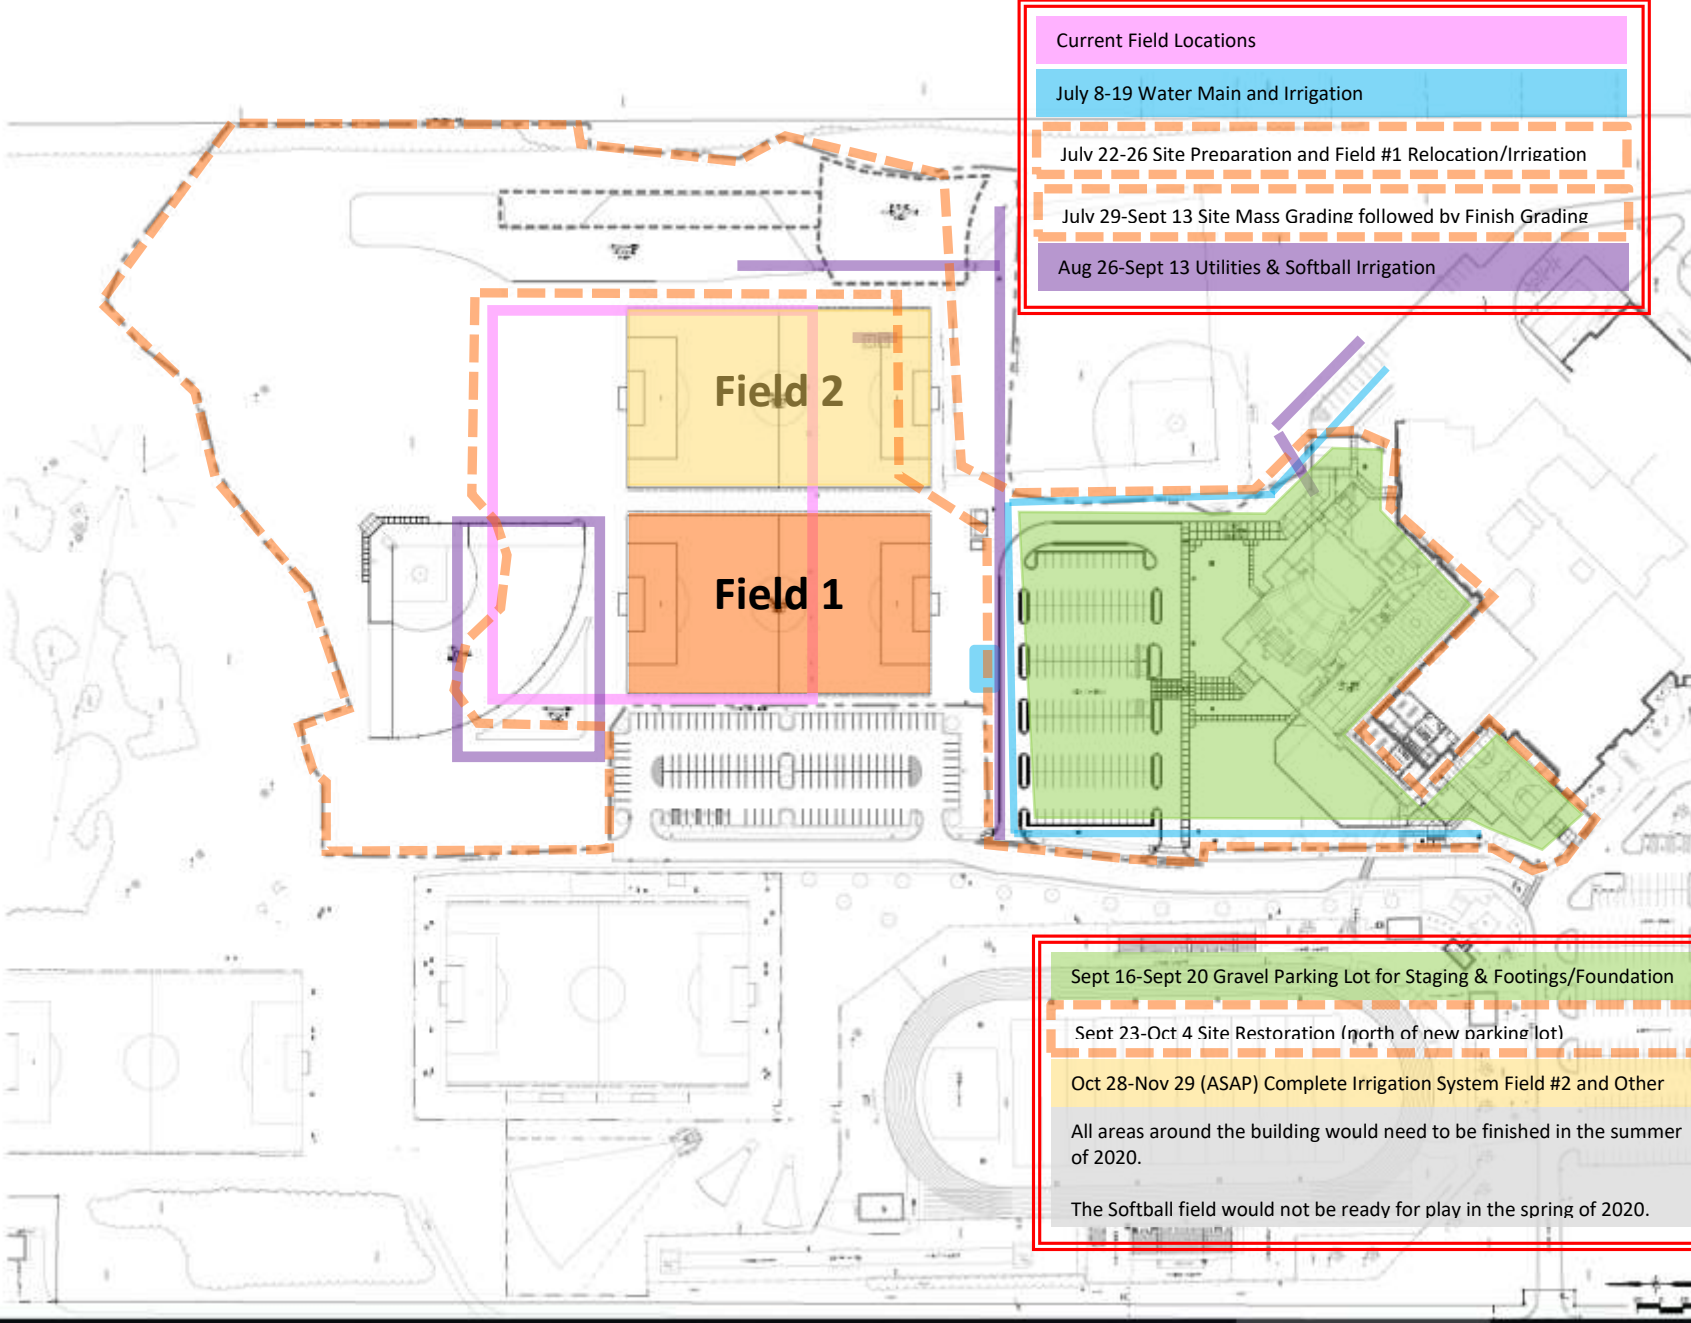 Current Field Locations
July 8-19 Water Main and Irrigation
July 22-26 Site Preparation and Field #1 Relocation/Irrigation
July 29-Sept 13 Site Mass Grading followed by Finish Grading
Aug 26-Sept 13 Utilities & Softball Irrigation
Field 2
Field 1
Sept 16-Sept 20 Gravel Parking Lot for Staging & Footings/Foundation
Sept 23-Oct 4 Site Restoration (north of new parking lot)
Oct 28-Nov 29 (ASAP) Complete Irrigation System Field #2 and Other
All areas around the building would need to be finished in the summer
of 2020.
The Softball field would not be ready for play in the spring of 2020.